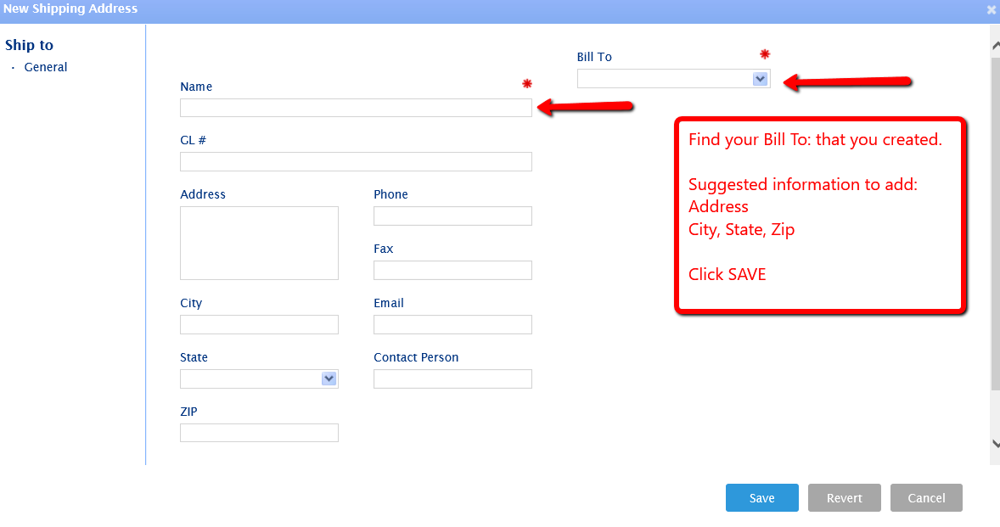 New Shipping Address
Ship to
· General
Bill To
Name
GL #
Address
Phone
Fax
City
Email
State
Contact Person
ZIP
Find your Bill To: that you created.
Suggested information to add:
Address
City, State, Zip
Click SAVE
Save
Revert
Cancel